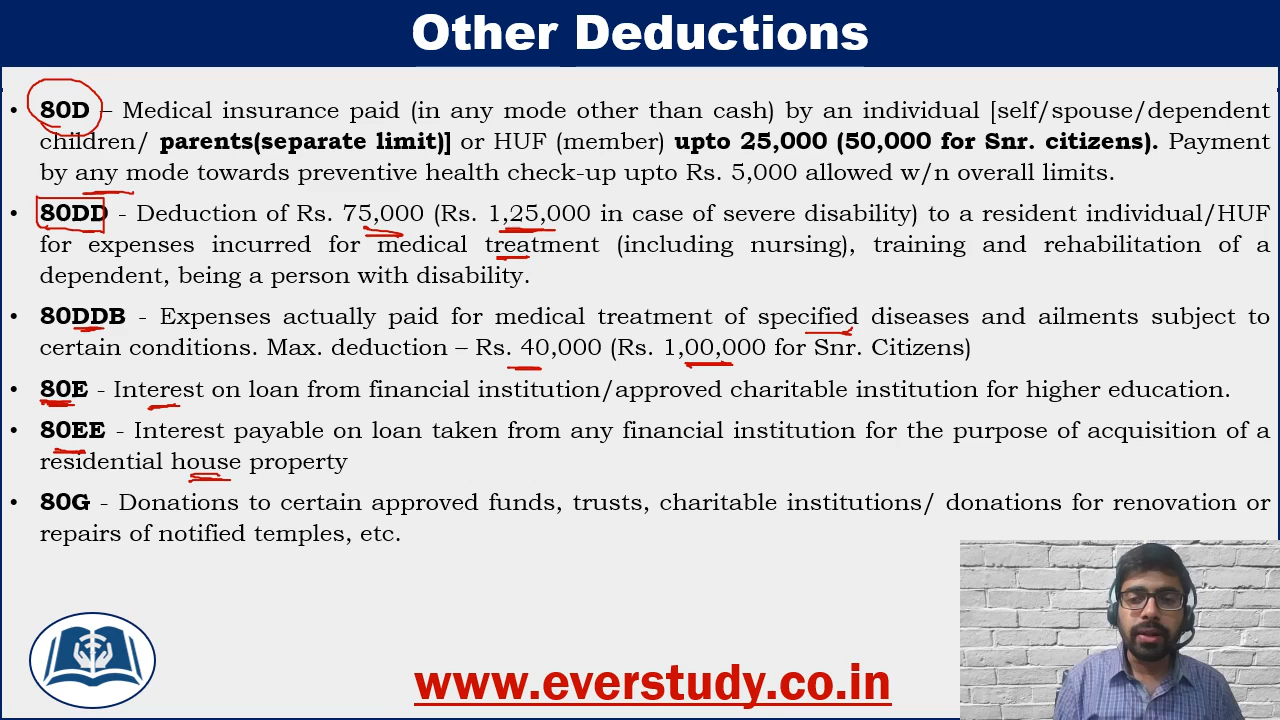 Other Deductions
• 80D – Medical insurance paid (in any mode other than cash) by an individual [self/spouse/dependent
children/ parents(separate limit)] or HUF (member) upto 25,000 (50,000 for Snr. citizens). Payment
by any mode towards preventive health check-up upto Rs. 5,000 allowed w/n overall limits.
• 80DD - Deduction of Rs. 75,000 (Rs. 1,25,000 in case of severe disability) to a resident individual/HUF
for expenses incurred for medical treatment (including nursing), training and rehabilitation of a
dependent, being a person with disability.
• 80DDB - Expenses actually paid for medical treatment of specified diseases and ailments subject to
certain conditions. Max. deduction – Rs. 40,000 (Rs. 1,00,000 for Snr. Citizens)
• 80E - Interest on loan from financial institution/approved charitable institution for higher education.
• 80EE - Interest payable on loan taken from any financial institution for the purpose of acquisition of a
residential house property
• 80G - Donations to certain approved funds, trusts, charitable institutions/ donations for renovation or
repairs of notified temples, etc.
www.everstudy.co.in